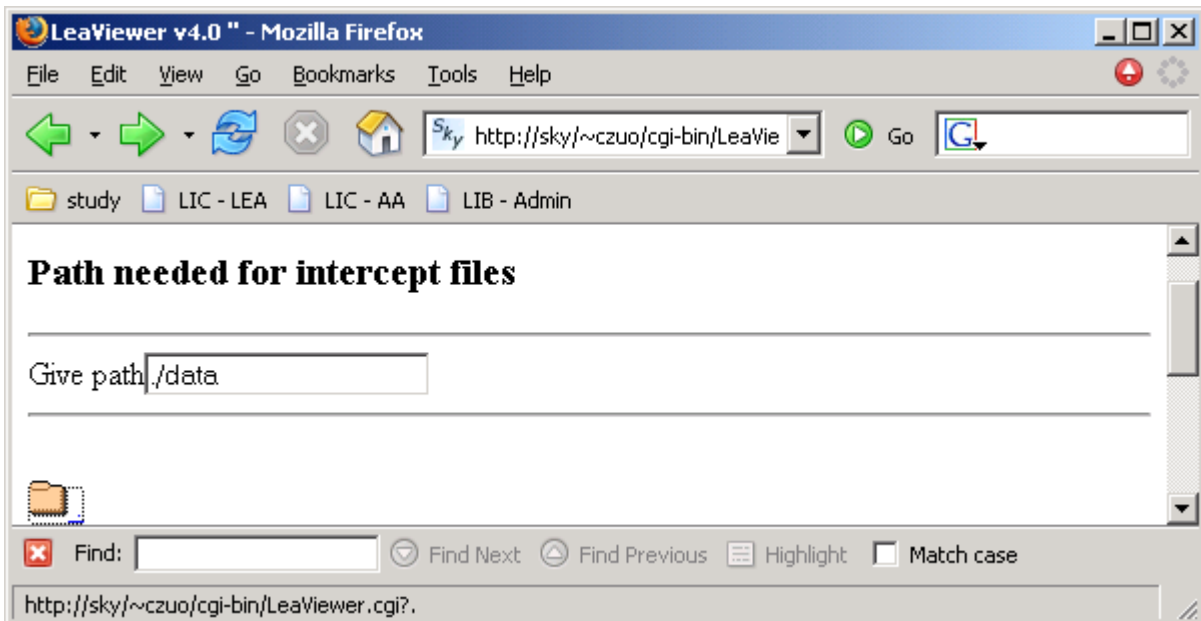 LeaViewer v4.0 " - Mozilla Firefox
File Edit View Go Bookmarks Tools Help
Sky http://sky/~czuo/cgi-bin/LeaVie Go G
study LIC - LEA LIC - AA LIB - Admin
Path needed for intercept files
Give path ./data
Find: Find Next Find Previous Highlight Match case
http://sky/~czuo/cgi-bin/LeaViewer.cgi?.